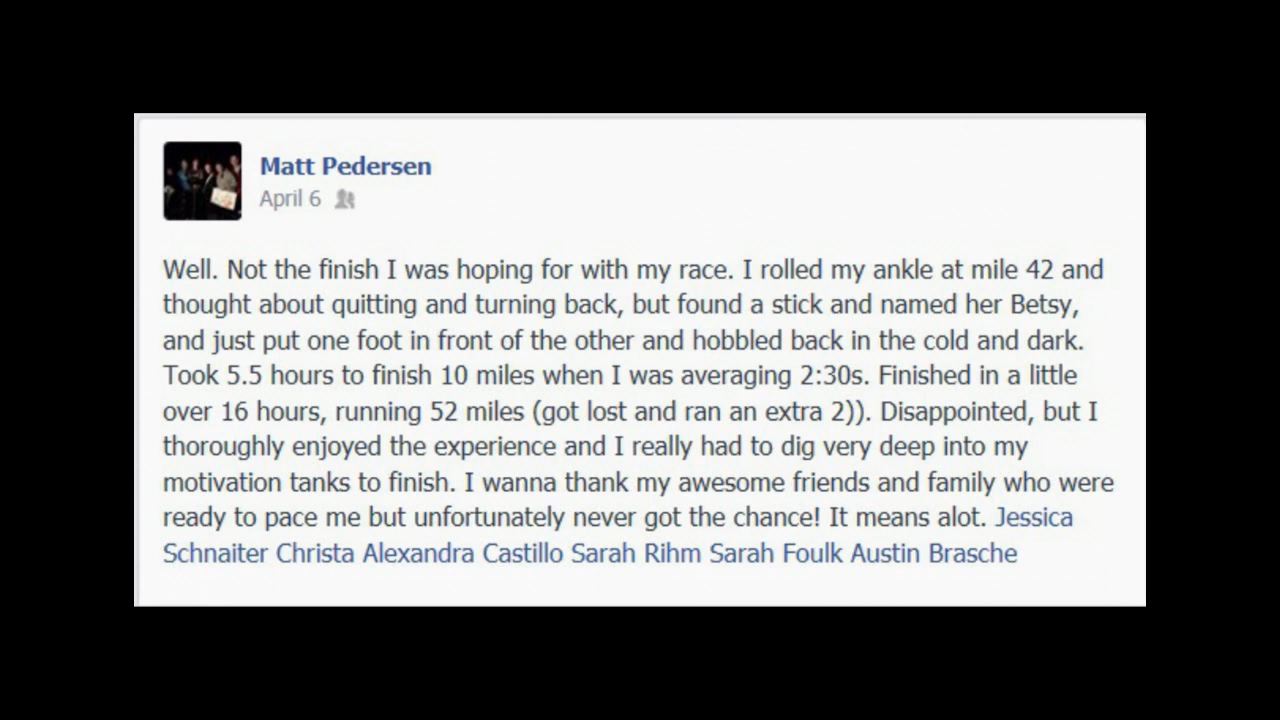 Matt Pedersen
April 6
Well. Not the finish I was hoping for with my race. I rolled my ankle at mile 42 and
thought about quitting and turning back, but found a stick and named her Betsy,
and just put one foot in front of the other and hobbled back in the cold and dark.
Took 5.5 hours to finish 10 miles when I was averaging 2:30s. Finished in a little
over 16 hours, running 52 miles (got lost and ran an extra 2)). Disappointed, but I
thoroughly enjoyed the experience and I really had to dig very deep into my
motivation tanks to finish. I wanna thank my awesome friends and family who were
ready to pace me but unfortunately never got the chance! It means alot. Jessica
Schnaiter Christa Alexandra Castillo Sarah Rihm Sarah Foulk Austin Brasche